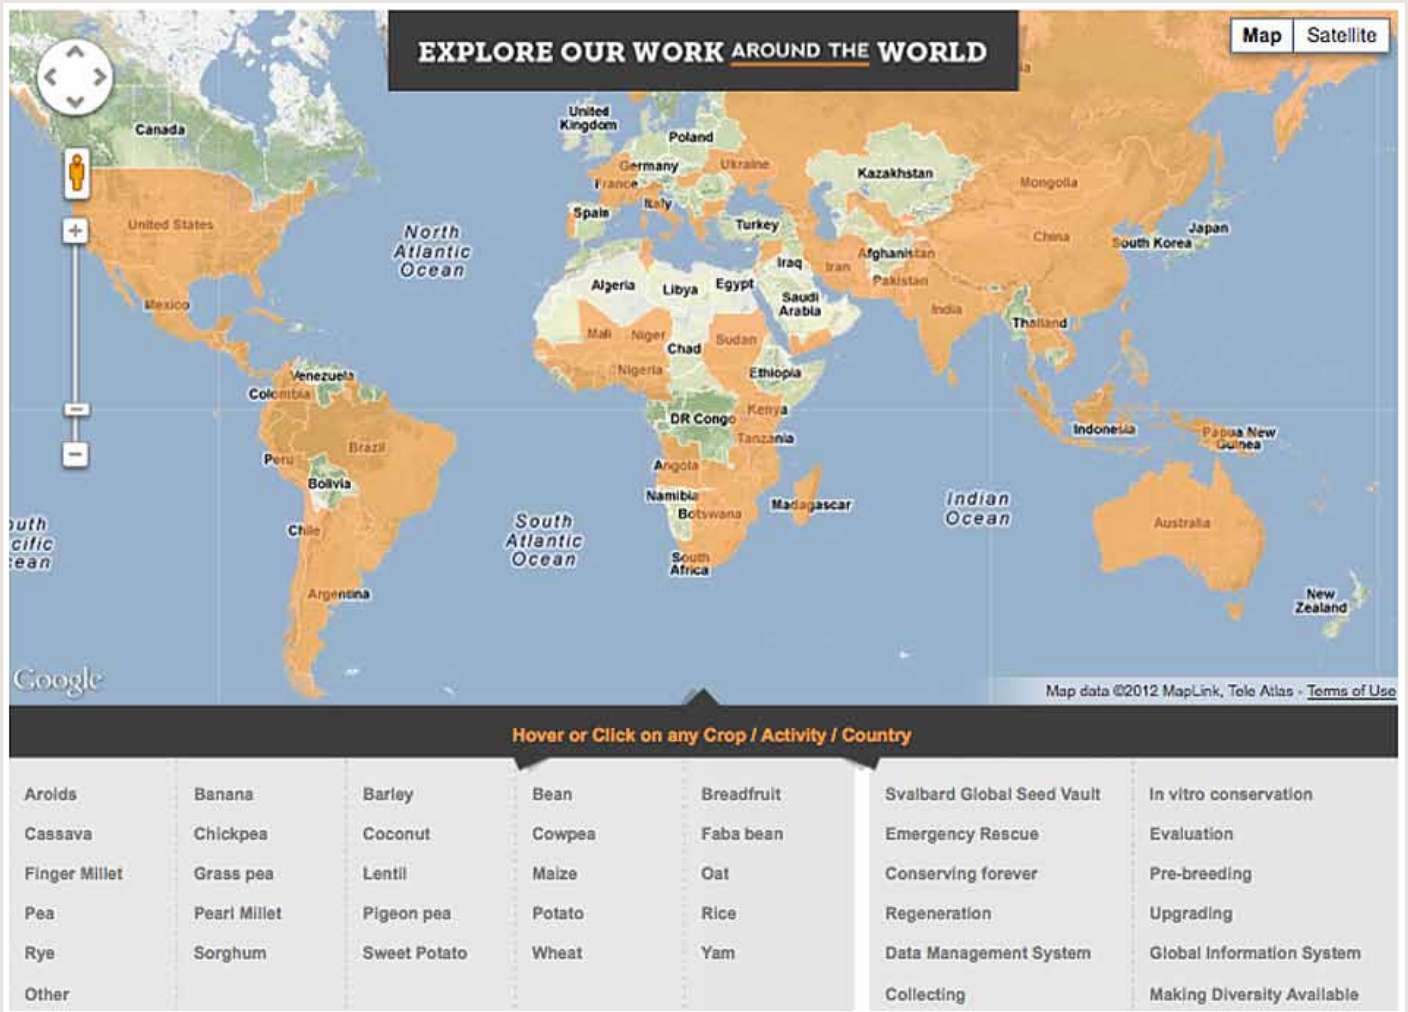 EXPLORE OUR WORK AROUND THE WORLD
Map
Satellite
Canada
United
Kingdom
Poland
Germany
Ukraine
France
Kazakhstan
Mongolia
United States
Italy
Spain
Turkey
North
Atlantic
Ocean
Japan
South Korea
China
Afghanistan
Iraq
Iran
Pakistan
Algeria
Libya
Egypt
Saudi
Arabia
Mexico
India
Thailand
Mali
Niger
Chad
Sudan
Nigeria
Ethiopia
Venezuela
Colombia
DR Congo
Kenya
Tanzania
Indonesia
Papua New
Guinea
Brazil
Peru
Angola
Bolivia
Namibia
Botswana
Madagascar
Indian
Ocean
South
Atlantic
Ocean
outh
cific
ean
Chile
Australia
South
Africa
Argentina
New
Zealand
Google
Map data ©2012 MapLink, Tele Atlas - Terms of Use
Hover or Click on any Crop / Activity / Country
Aroids Banana Barley Bean Breadfruit Svalbard Global Seed Vault In vitro conservation
Cassava Chickpea Coconut Cowpea Faba bean Emergency Rescue Evaluation
Finger Millet Grass pea Lentil Maize Oat Conserving forever Pre-breeding
Pea Pearl Millet Pigeon pea Potato Rice Regeneration Upgrading
Rye Sorghum Sweet Potato Wheat Yam Data Management System Global Information System
Other Collecting Making Diversity Available